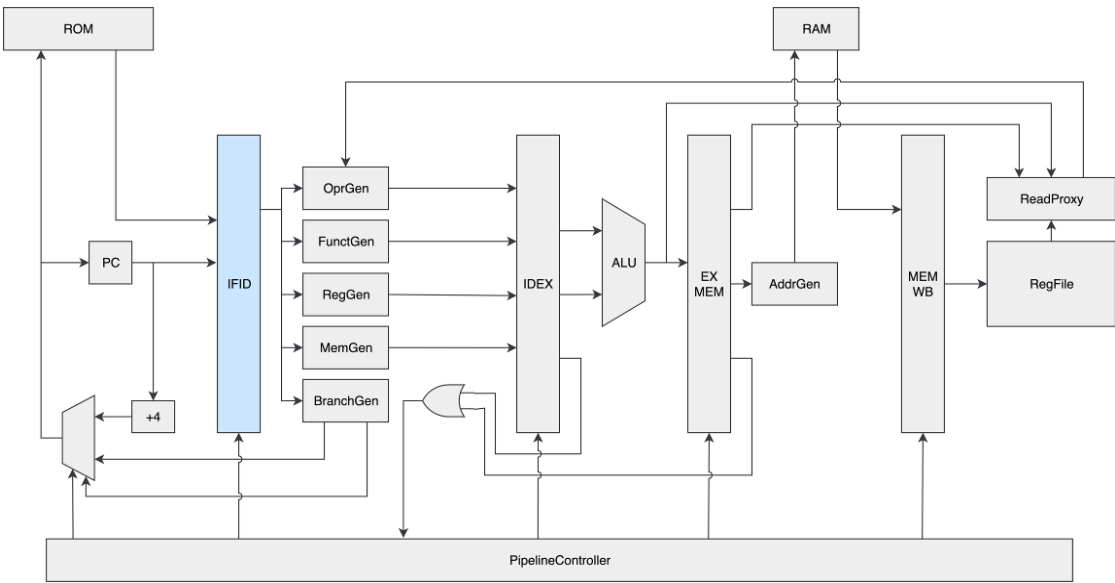 ROM
RAM
OprGen
ReadProxy
FunctGen
PC
IFID
ALU
IDEX
EX
MEM
AddrGen
MEM
WB
RegFile
RegGen
MemGen
BranchGen
+4
PipelineController